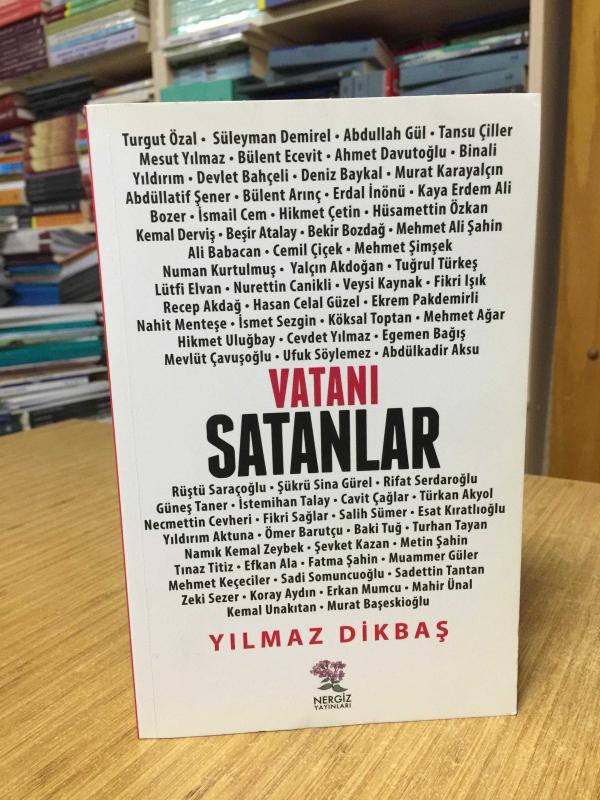 Turgut Özal • Süleyman Demirel • Abdullah Gül • Tansu Çiller
Mesut Yılmaz • Bülent Ecevit • Ahmet Davutoğlu • Binali
Yıldırım • Devlet Bahçeli • Deniz Baykal • Murat Karayalçın
Abdüllatif Şener • Bülent Arınç • Erdal İnönü • Kaya Erdem Ali
Bozer • İsmail Cem • Hikmet Çetin • Hüsamettin Özkan
Kemal Derviş • Beşir Atalay • Bekir Bozdağ • Mehmet Ali Şahin
Ali Babacan • Cemil Çiçek • Mehmet Şimşek
Numan Kurtulmuş • Yalçın Akdoğan • Tuğrul Türkeş
Lütfi Elvan • Nurettin Canikli • Veysi Kaynak • Fikri Işık
Recep Akdağ • Hasan Celal Güzel • Ekrem Pakdemirli
Nahit Menteşe • İsmet Sezgin • Köksal Toptan • Mehmet Ağar
Hikmet Uluğbay • Cevdet Yılmaz • Egemen Bağış
Mevlüt Çavuşoğlu • Ufuk Söylemez • Abdülkadir Aksu
VATANI
SATANLAR
Rüştü Saraçoğlu • Şükrü Sina Gürel • Rifat Serdaroğlu
Güneş Taner • İstemihan Talay • Cavit Çağlar • Türkan Akyol
Necmettin Cevheri • Fikri Sağlar • Salih Sümer • Esat Kıratlıoğlu
Yıldırım Aktuna • Ömer Barutçu • Baki Tuğ • Turhan Tayan
Namık Kemal Zeybek • Şevket Kazan • Metin Şahin
Tınaz Titiz • Efkan Ala • Fatma Şahin • Muammer Güler
Mehmet Keçeciler • Sadi Somuncuoğlu • Sadettin Tantan
Zeki Sezer • Koray Aydın • Erkan Mumcu • Mahir Ünal
Kemal Unakıtan • Murat Başeskioğlu
YILMAZ DİKBAŞ
NERGİZ
YAYINLARI